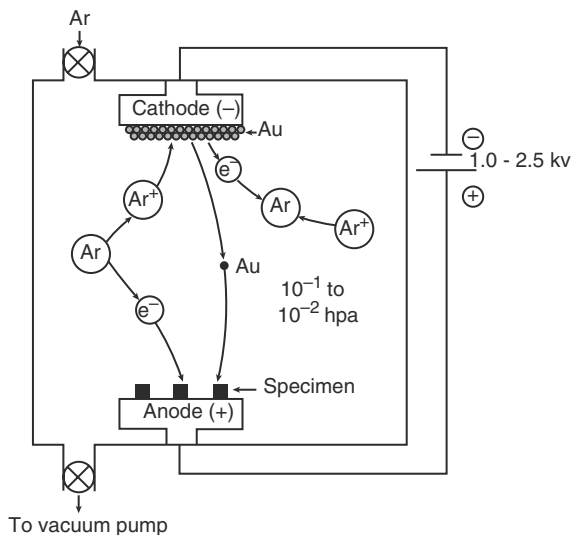 Ar
Cathode (–)
Au
e–
⊖
1.0 - 2.5 kv
⊕
Ar+
Ar
Ar+
Ar
Au
10–1 to
10–2 hpa
e–
Specimen
Anode (+)
To vacuum pump